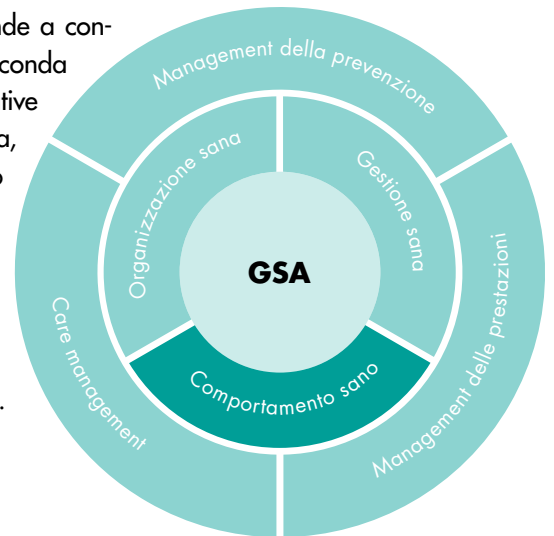 nde a con-
conda
tive
a,
o
.
Management della prevenzione
Organizzazione sana
Gestione sana
GSA
Comportamento sano
Care management
Management delle prestazioni